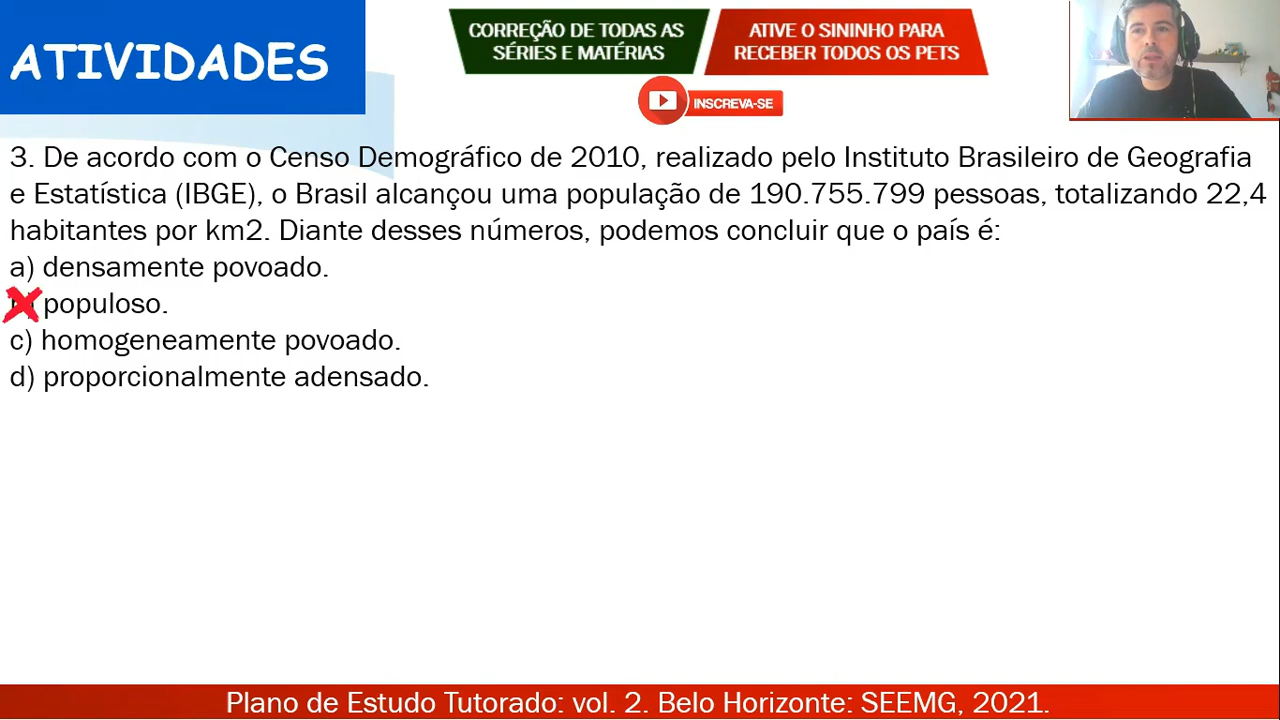 ATIVIDADES
CORREÇÃO DE TODAS AS
SÉRIES E MATÉRIAS
ATIVE O SININHO PARA
RECEBER TODOS OS PETS
INSCREVA-SE
3. De acordo com o Censo Demográfico de 2010, realizado pelo Instituto Brasileiro de Geografia
e Estatística (IBGE), o Brasil alcançou uma população de 190.755.799 pessoas, totalizando 22,4
habitantes por km2. Diante desses números, podemos concluir que o país é:
a) densamente povoado.
populoso.
c) homogeneamente povoado.
d) proporcionalmente adensado.
Plano de Estudo Tutorado: vol. 2. Belo Horizonte: SEEMG, 2021.